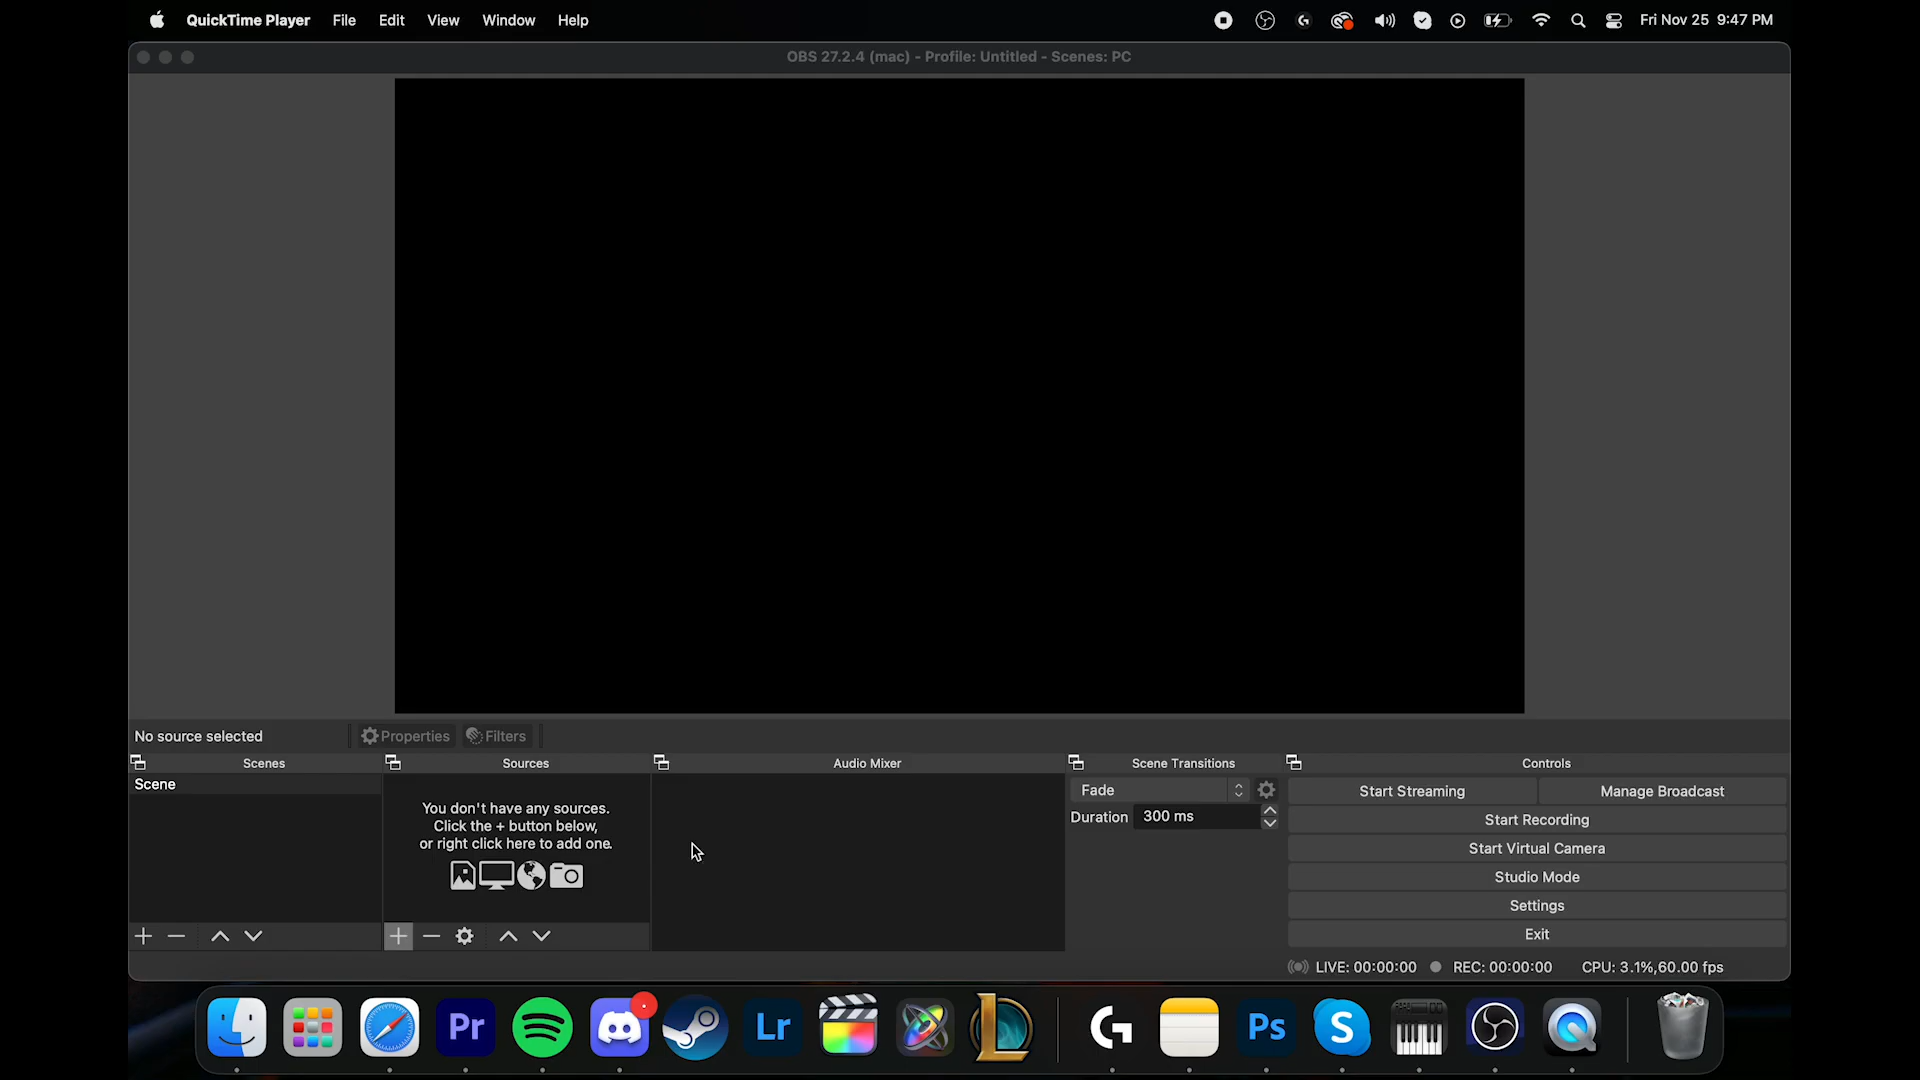 QuickTime Player File Edit View Window Help Fri Nov 25 9:47 PM
OBS 27.2.4 (mac) - Profile: Untitled - Scenes: PC
No source selected Properties Filters
Scenes Sources Audio Mixer Scene Transitions Controls
Scene
You don't have any sources.
Click the + button below,
or right click here to add one.
Fade
Duration 300 ms
Start Streaming Manage Broadcast
Start Recording
Start Virtual Camera
Studio Mode
Settings
Exit
LIVE: 00:00:00 REC: 00:00:00 CPU: 3.1%,60.00 fps
Pr Lr Ps